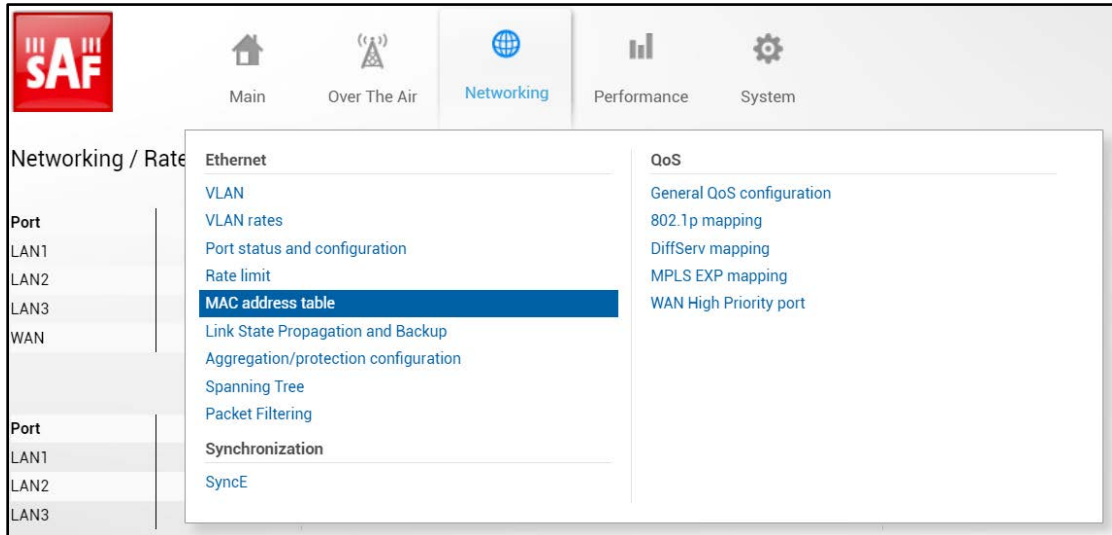 SAF
Main
Over The Air
Networking
Performance
System
Networking / Rate
Port
LAN1
LAN2
LAN3
WAN
Port
LAN1
LAN2
LAN3
Ethernet
VLAN
VLAN rates
Port status and configuration
Rate limit
MAC address table
Link State Propagation and Backup
Aggregation/protection configuration
Spanning Tree
Packet Filtering
Synchronization
SyncE
QoS
General QoS configuration
802.1p mapping
DiffServ mapping
MPLS EXP mapping
WAN High Priority port